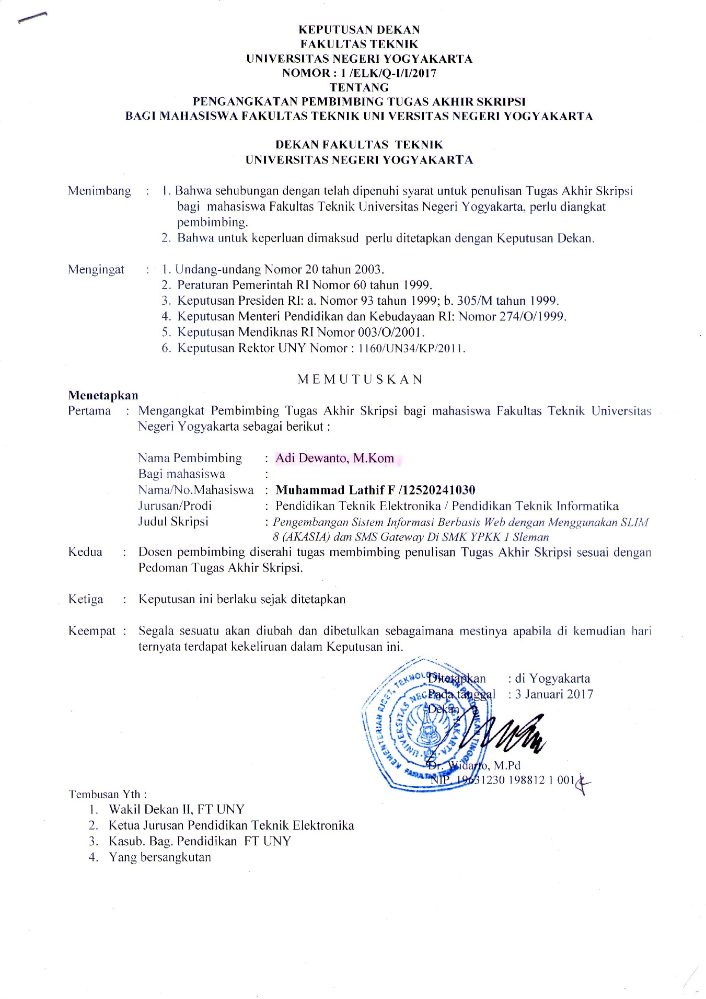 KEPUTUSAN DEKAN
FAKULTAS TEKNIK
UNIVERSITAS NEGERI YOGYAKARTA
NOMOR : 1 /ELK/Q-I/I/2017
TENTANG
PENGANGKATAN PEMBIMBING TUGAS AKHIR SKRIPSI
BAGI MAHASISWA FAKULTAS TEKNIK UNI VERSITAS NEGERI YOGYAKARTA
DEKAN FAKULTAS TEKNIK
UNIVERSITAS NEGERI YOGYAKARTA
Menimbang : 1. Bahwa sehubungan dengan telah dipenuhi syarat untuk penulisan Tugas Akhir Skripsi
bagi mahasiswa Fakultas Teknik Universitas Negeri Yogyakarta, perlu diangkat
pembimbing.
2. Bahwa untuk keperluan dimaksud perlu ditetapkan dengan Keputusan Dekan.
Mengingat : 1. Undang-undang Nomor 20 tahun 2003.
2. Peraturan Pemerintah RI Nomor 60 tahun 1999.
3. Keputusan Presiden RI: a. Nomor 93 tahun 1999; b. 305/M tahun 1999.
4. Keputusan Menteri Pendidikan dan Kebudayaan RI: Nomor 274/O/1999.
5. Keputusan Mendiknas RI Nomor 003/O/2001.
6. Keputusan Rektor UNY Nomor : 1160/UN34/KP/2011.
M E M U T U S K A N
Menetapkan
Pertama : Mengangkat Pembimbing Tugas Akhir Skripsi bagi mahasiswa Fakultas Teknik Universitas
Negeri Yogyakarta sebagai berikut :
Nama Pembimbing : Adi Dewanto, M.Kom
Bagi mahasiswa :
Nama/No.Mahasiswa : Muhammad Lathif F /12520241030
Jurusan/Prodi : Pendidikan Teknik Elektronika / Pendidikan Teknik Informatika
Judul Skripsi : Pengembangan Sistem Informasi Berbasis Web dengan Menggunakan SLIM
8 (AKASIA) dan SMS Gateway Di SMK YPKK 1 Sleman
Kedua : Dosen pembimbing diserahi tugas membimbing penulisan Tugas Akhir Skripsi sesuai dengan
Pedoman Tugas Akhir Skripsi.
Ketiga : Keputusan ini berlaku sejak ditetapkan
Keempat : Segala sesuatu akan diubah dan dibetulkan sebagaimana mestinya apabila di kemudian hari
ternyata terdapat kekeliruan dalam Keputusan ini.
Ditetapkan : di Yogyakarta
Pada tanggal : 3 Januari 2017
Dekan
KEMENTERIAN RISET, TEKNOLOGI DAN PENDIDIKAN TINGGI
UNIVERSITAS NEGERI YOGYAKARTA
FAKULTAS TEKNIK
Dr. Widarto, M.Pd
NIP. 19631230 198812 1 001
Tembusan Yth :
1. Wakil Dekan II, FT UNY
2. Ketua Jurusan Pendidikan Teknik Elektronika
3. Kasub. Bag. Pendidikan FT UNY
4. Yang bersangkutan